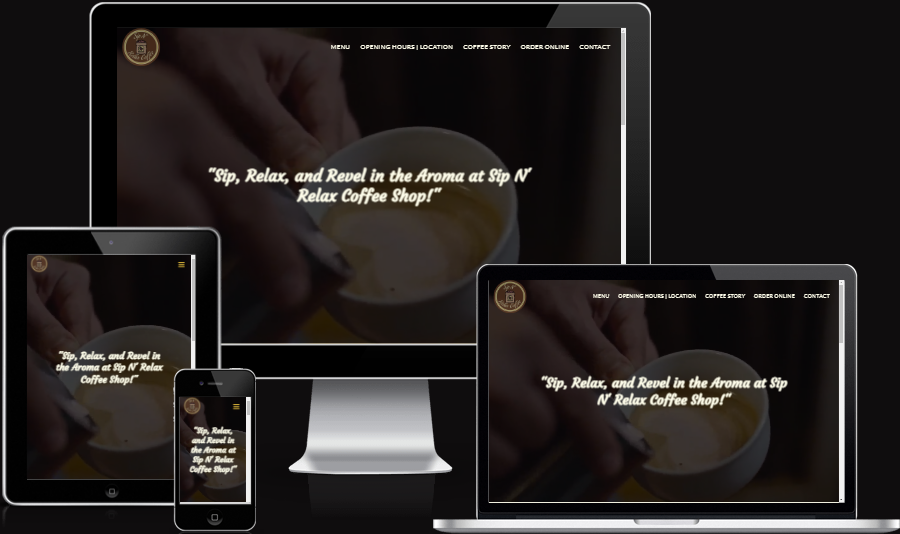 MENU OPENING HOURS | LOCATION COFFEE STORY ORDER ONLINE CONTACT
"Sip, Relax, and Revel in the Aroma at Sip N'
Relax Coffee Shop!"
"Sip, Relax, and Revel in
the Aroma at Sip N' Relax
Coffee Shop!"
"Sip, Relax,
and Revel in
the Aroma at
Sip N' Relax
Coffee Shop!"
MENU OPENING HOURS | LOCATION COFFEE STORY ORDER ONLINE CONTACT
"Sip, Relax, and Revel in the Aroma at Sip
N' Relax Coffee Shop!"